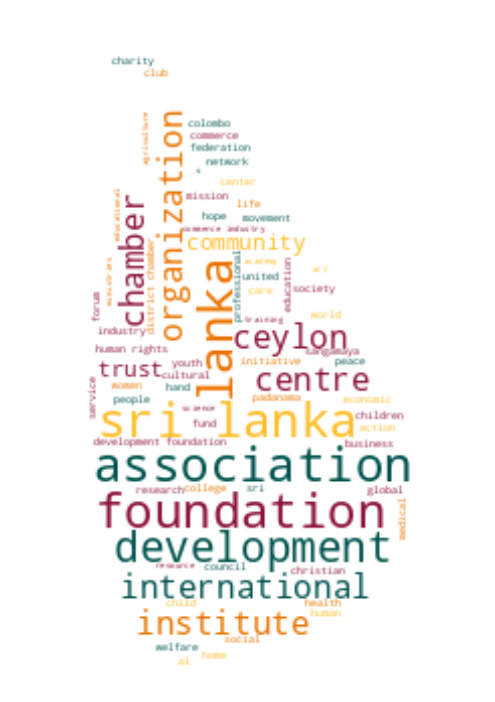 charity
club
agriculture
organization
colombo
commerce
federation
network
s
center
mission
life
educational
chamber
hope
movement
commerce industry
community
district chamber
lanka
professional
academy
united
education
art
ministries
care
society
forum
training
world
industry
ceylon
human rights
sangamaya
trust
youth
initiative
peace
cultural
centre
service
women
hand
people
padanama
economic
science
sri lanka
children
fund
action
development foundation
business
association
research
college
sri
global
foundation
medical
development
resource
council
christian
international
child
health
human
institute
social
welfare
home
al